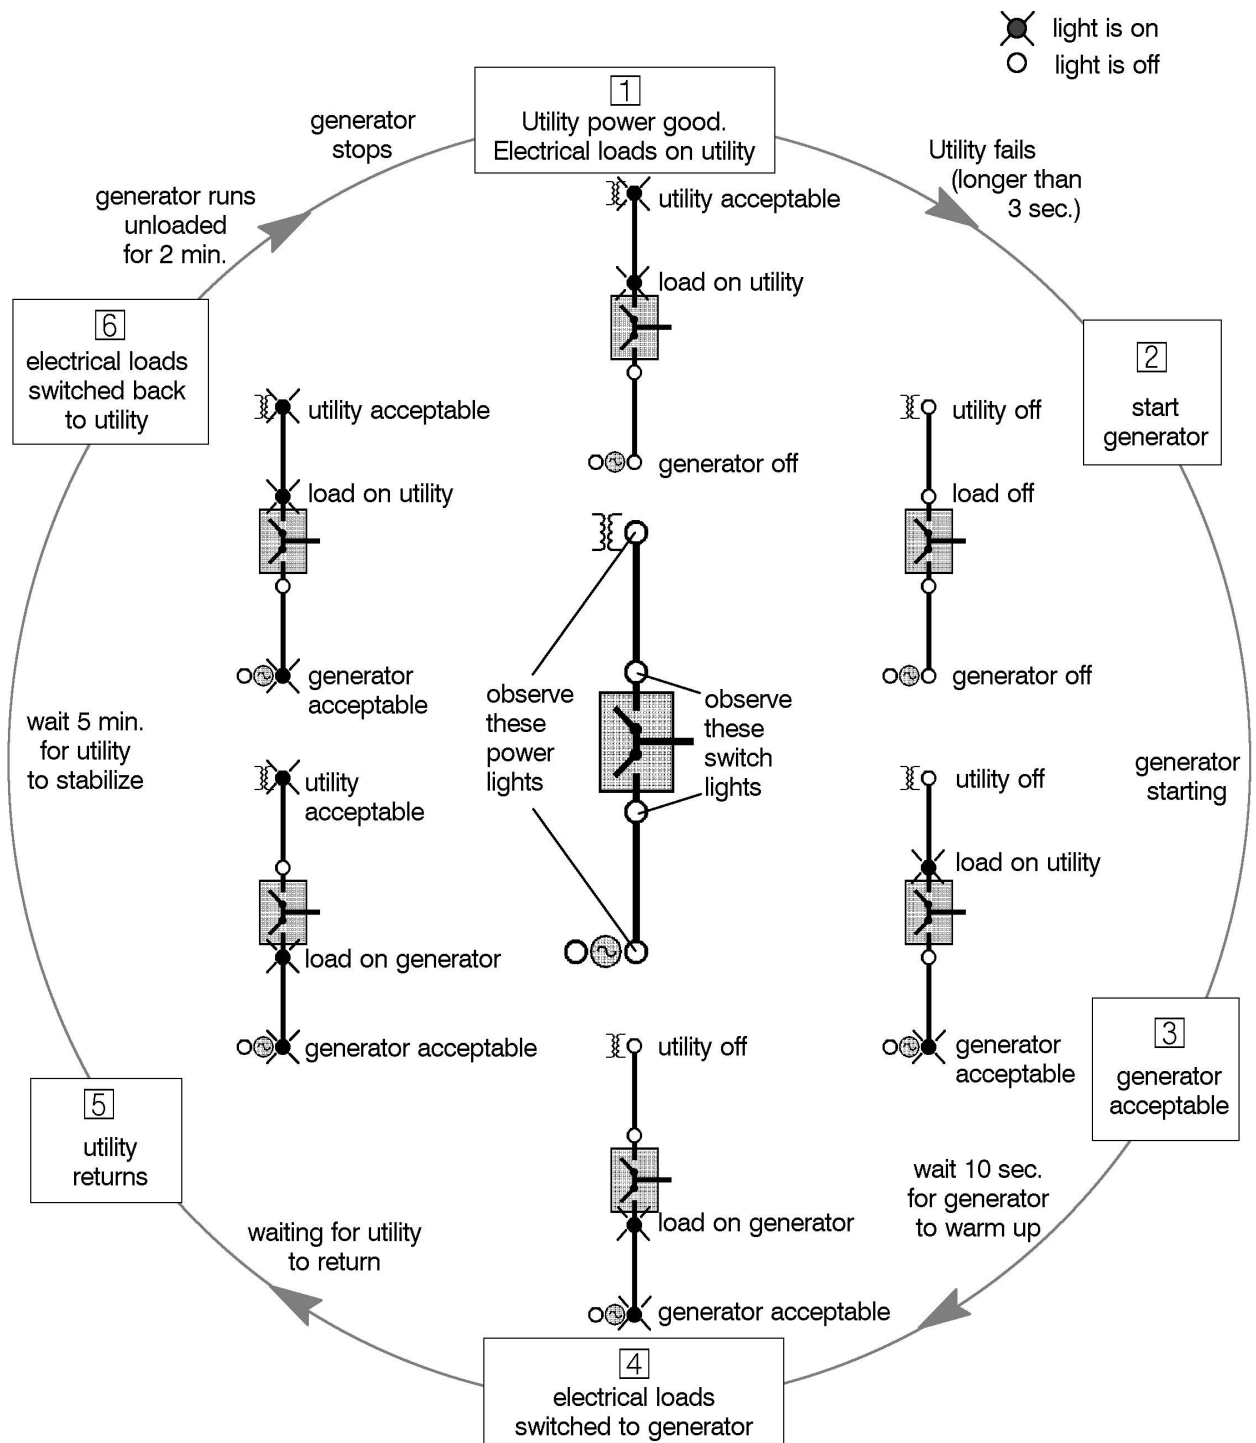 light is on
light is off
1
Utility power good.
Electrical loads on utility
utility acceptable
load on utility
generator off
Utility fails
(longer than
3 sec.)
2
start
generator
utility off
load off
generator off
generator
starting
3
generator
acceptable
utility off
load on utility
generator
acceptable
wait 10 sec.
for generator
to warm up
4
electrical loads
switched to generator
utility off
load on generator
generator acceptable
waiting for utility
to return
5
utility
returns
utility
acceptable
load on generator
generator acceptable
wait 5 min.
for utility
to stabilize
6
electrical loads
switched back
to utility
utility acceptable
load on utility
generator
acceptable
generator runs
unloaded
for 2 min.
generator
stops
observe
these
power
lights
observe
these
switch
lights